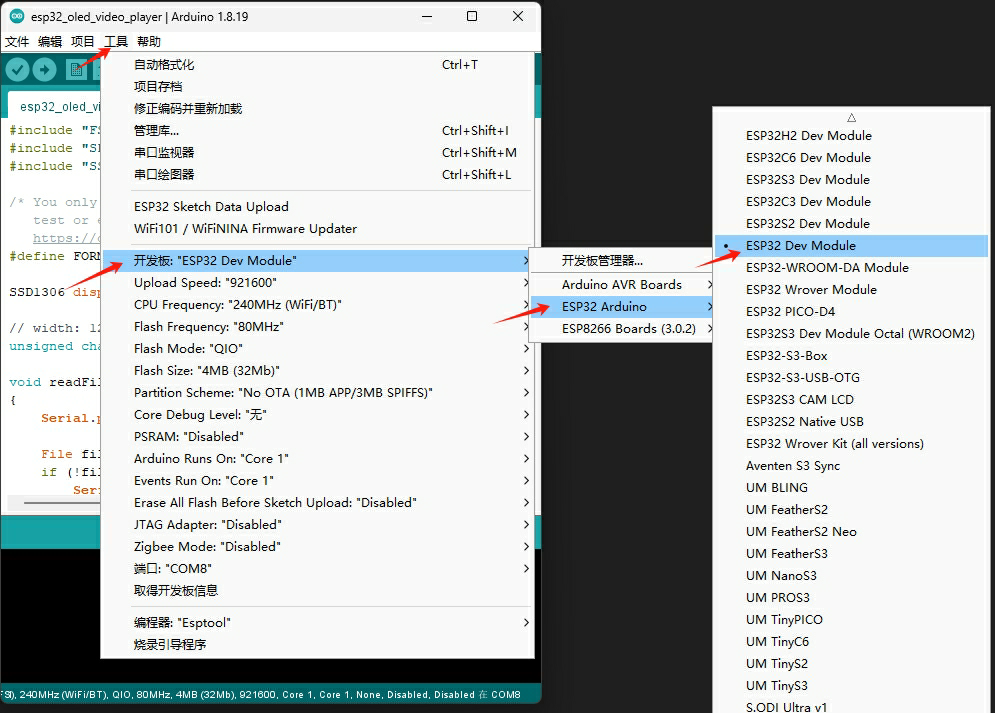 esp32_oled_video_player | Arduino 1.8.19
文件 编辑 项目 工具 帮助
esp32_oled_vi
#include "FS
#include "SI
#include "SS
/* You only
test or e
https://
#define FORM
SSD1306 disp
// width: 12
unsigned cha
void readFil
{
Serial.p
File fil
if (!fil
Seri
自动格式化 Ctrl+T
项目存档
修正编码并重新加载
管理库... Ctrl+Shift+I
串口监视器 Ctrl+Shift+M
串口绘图器 Ctrl+Shift+L
ESP32 Sketch Data Upload
WiFi101 / WiFiNINA Firmware Updater
开发板: "ESP32 Dev Module"
Upload Speed: "921600"
CPU Frequency: "240MHz (WiFi/BT)"
Flash Frequency: "80MHz"
Flash Mode: "QIO"
Flash Size: "4MB (32Mb)"
Partition Scheme: "No OTA (1MB APP/3MB SPIFFS)"
Core Debug Level: "无"
PSRAM: "Disabled"
Arduino Runs On: "Core 1"
Events Run On: "Core 1"
Erase All Flash Before Sketch Upload: "Disabled"
JTAG Adapter: "Disabled"
Zigbee Mode: "Disabled"
端口: "COM8"
取得开发板信息
编程器: "Esptool"
烧录引导程序
开发板管理器...
Arduino AVR Boards
ESP32 Arduino
ESP8266 Boards (3.0.2)
ESP32H2 Dev Module
ESP32C6 Dev Module
ESP32S3 Dev Module
ESP32C3 Dev Module
ESP32S2 Dev Module
ESP32 Dev Module
ESP32-WROOM-DA Module
ESP32 Wrover Module
ESP32 PICO-D4
ESP32S3 Dev Module Octal (WROOM2)
ESP32-S3-Box
ESP32-S3-USB-OTG
ESP32S3 CAM LCD
ESP32S2 Native USB
ESP32 Wrover Kit (all versions)
Aventen S3 Sync
UM BLING
UM FeatherS2
UM FeatherS2 Neo
UM FeatherS3
UM NanoS3
UM PROS3
UM TinyPICO
UM TinyC6
UM TinyS2
UM TinyS3
S.ODI Ultra v1
FS), 240MHz (WiFi/BT), QIO, 80MHz, 4MB (32Mb), 921600, Core 1, Core 1, None, Disabled, Disabled 在 COM8